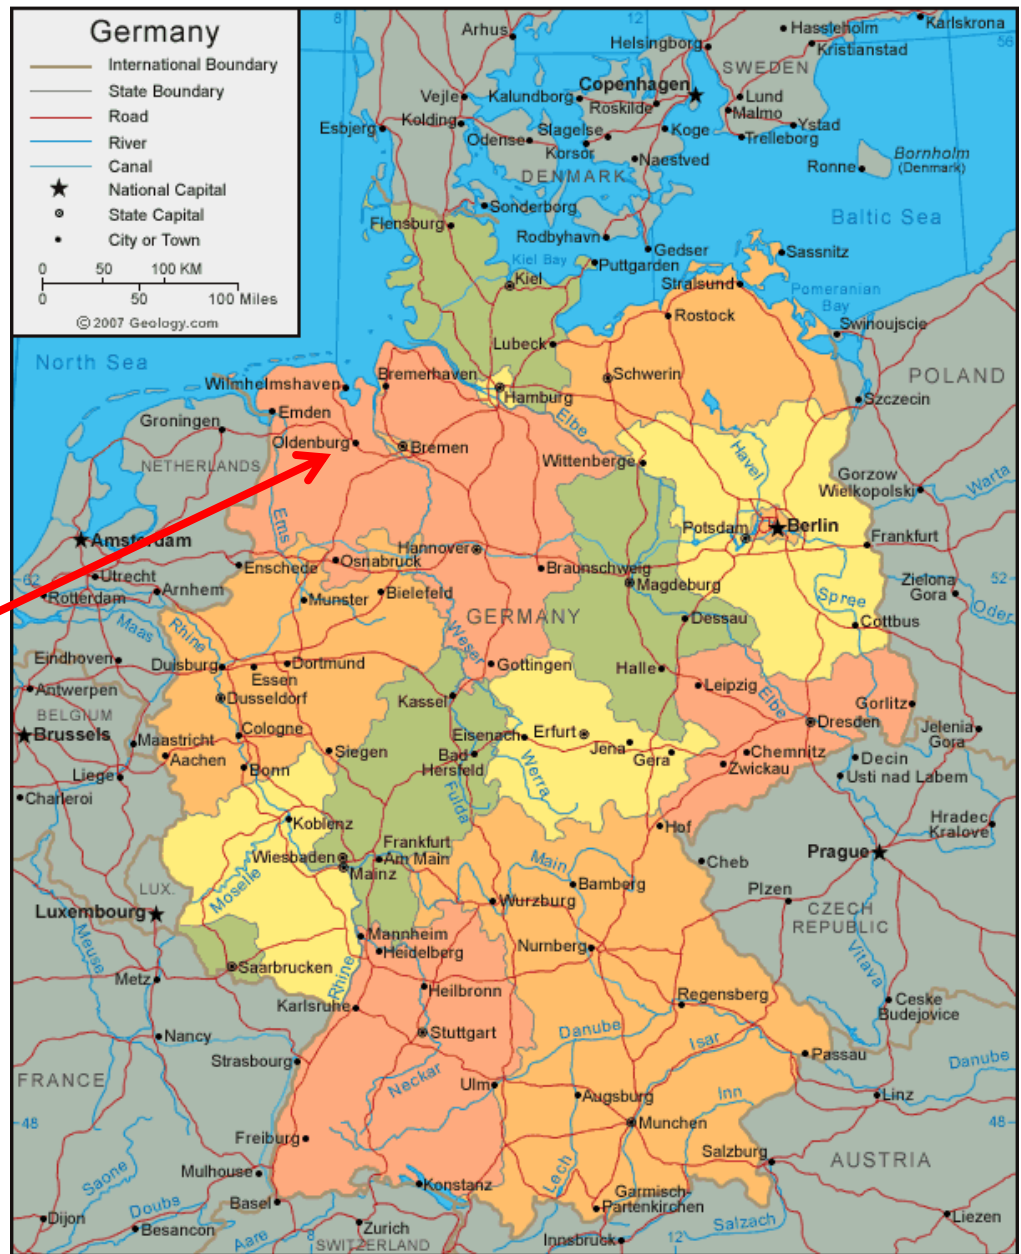 Germany
International Boundary
State Boundary
Road
River
Canal
National Capital
State Capital
City or Town
0 50 100 KM
0 50 100 Miles
© 2007 Geology.com
8
12
56
Karlskrona
Arhus
Hassleholm
Helsingborg
Kristianstad
SWEDEN
Copenhagen
Vejle
Kalundborg
Roskilde
Lund
Malmo
Esbjerg
Kolding
Slagelse
Koge
Ystad
Odense
Korsor
Trelleborg
Naestved
Bornholm
(Denmark)
Ronne
DENMARK
Sonderborg
Flensburg
Baltic Sea
Rodbyhavn
Gedser
Sassnitz
Kiel Bay
Puttgarden
Kiel
Stralsund
Pomeranian
Bay
Rostock
Swinoujscie
Lubeck
North Sea
Wilmhelmshaven
Bremerhaven
Schwerin
POLAND
Hamburg
Szczecin
Emden
Elbe
Groningen
Oldenburg
Bremen
Havel
NETHERLANDS
Wittenberge
Gorzow
Wielkopolski
Warta
Ems
Potsdam
Berlin
Amsterdam
Hannover
Frankfurt
Enschede
Osnabruck
Braunschweig
62
Utrecht
Magdeburg
Zielona
Gora
52
Rotterdam
Arnhem
Munster
Bielefeld
Spree
Oder
Maas
Rhine
GERMANY
Dessau
Cottbus
Weser
Eindhoven
Duisburg
Dortmund
Gottingen
Halle
Essen
Antwerpen
Dusseldorf
Kassel
Leipzig
Elbe
Gorlitz
BELGIUM
Cologne
Eisenach
Erfurt
Dresden
Jelenia
Gora
Brussels
Maastricht
Siegen
Jena
Aachen
Bad
Hersfeld
Gera
Chemnitz
Decin
Liege
Bonn
Werra
Zwickau
Usti nad Labem
Charleroi
Fulda
Koblenz
Hof
Hradec
Kralove
Wiesbaden
Frankfurt
Am Main
Prague
Mainz
Main
Cheb
LUX.
Moselle
Bamberg
Plzen
Luxembourg
Wurzburg
CZECH
REPUBLIC
Meuse
Mannheim
Heidelberg
Nurnberg
Vltava
Saarbrucken
Metz
Rhine
Heilbronn
Regensberg
Karlsruhe
Ceske
Budejovice
Nancy
Stuttgart
Danube
Isar
Strasbourg
Passau
Danube
FRANCE
Neckar
Ulm
Augsburg
Inn
Linz
48
Munchen
48
Freiburg
Salzburg
Mulhouse
Lech
AUSTRIA
Saone
Konstanz
Garmisch-
Partenkirchen
Basel
Doubs
Dijon
Besancon
Zurich
Salzach
Liezen
Aare
SWITZERLAND
Innsbruck
12